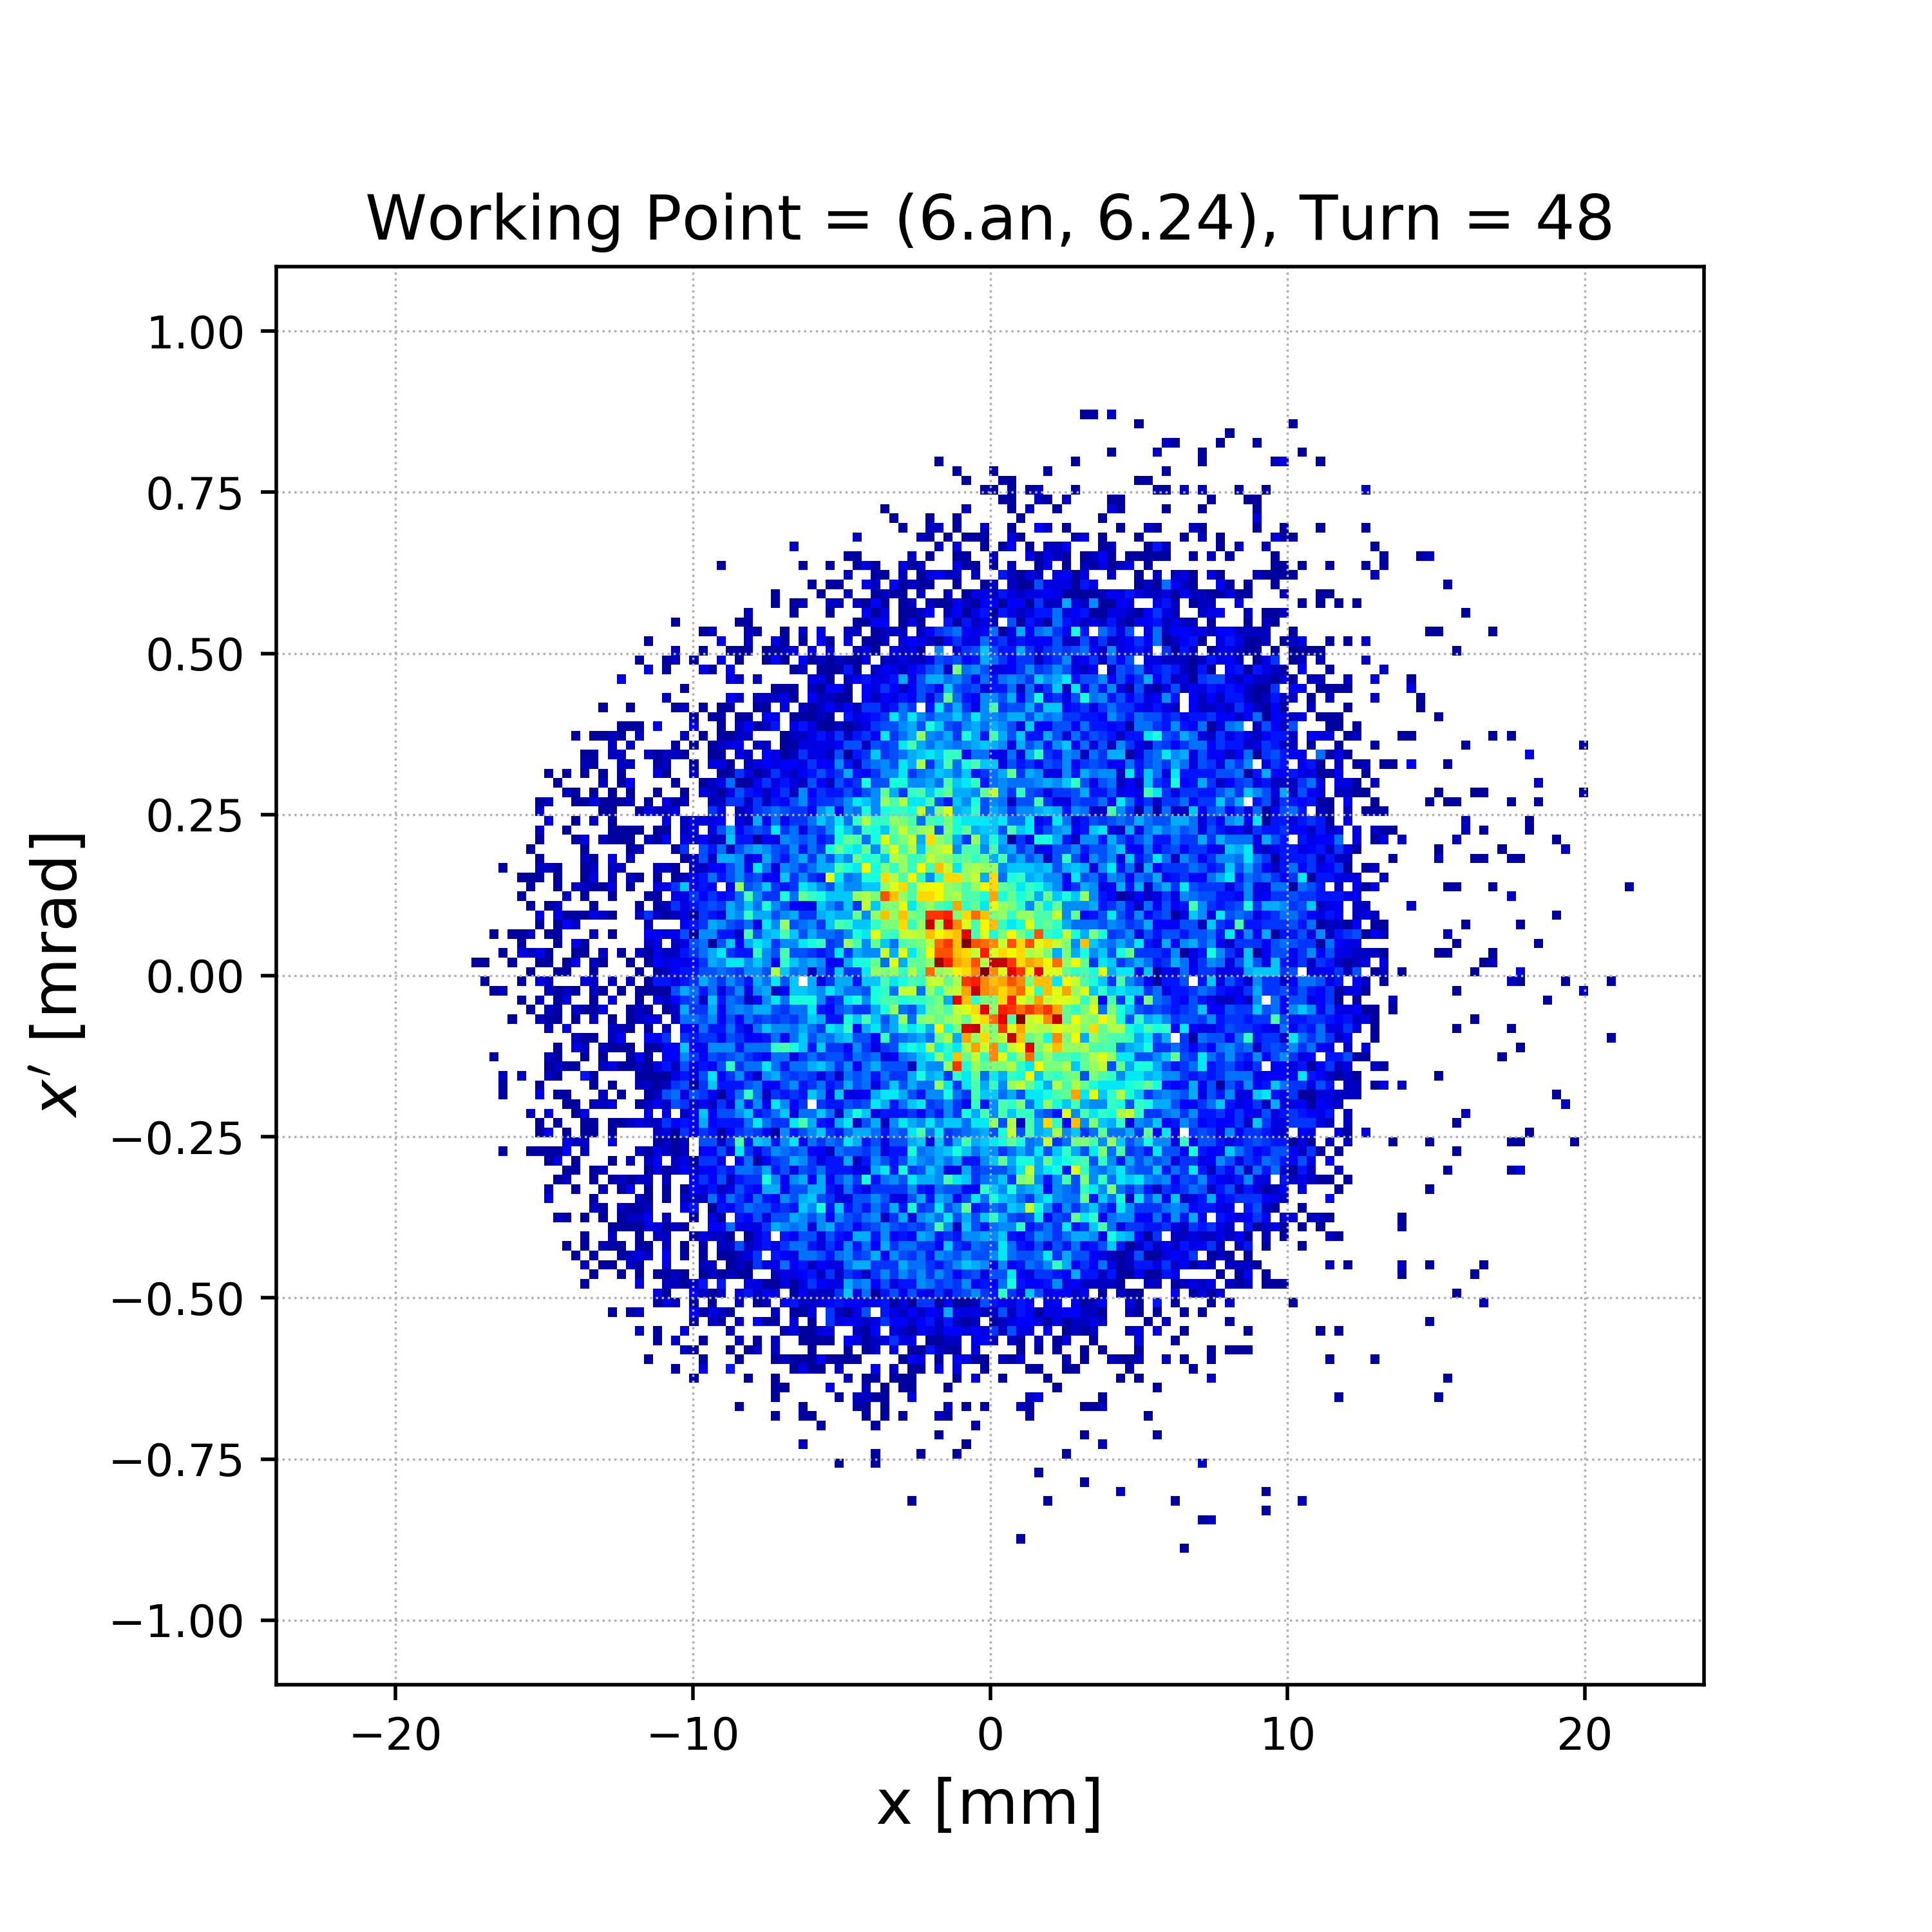 Working Point = (6.an, 6.24), Turn = 48
1.00
0.75
0.50
0.25
0.00
−0.25
−0.50
−0.75
−1.00
x′ [mrad]
−20 −10 0 10 20
x [mm]